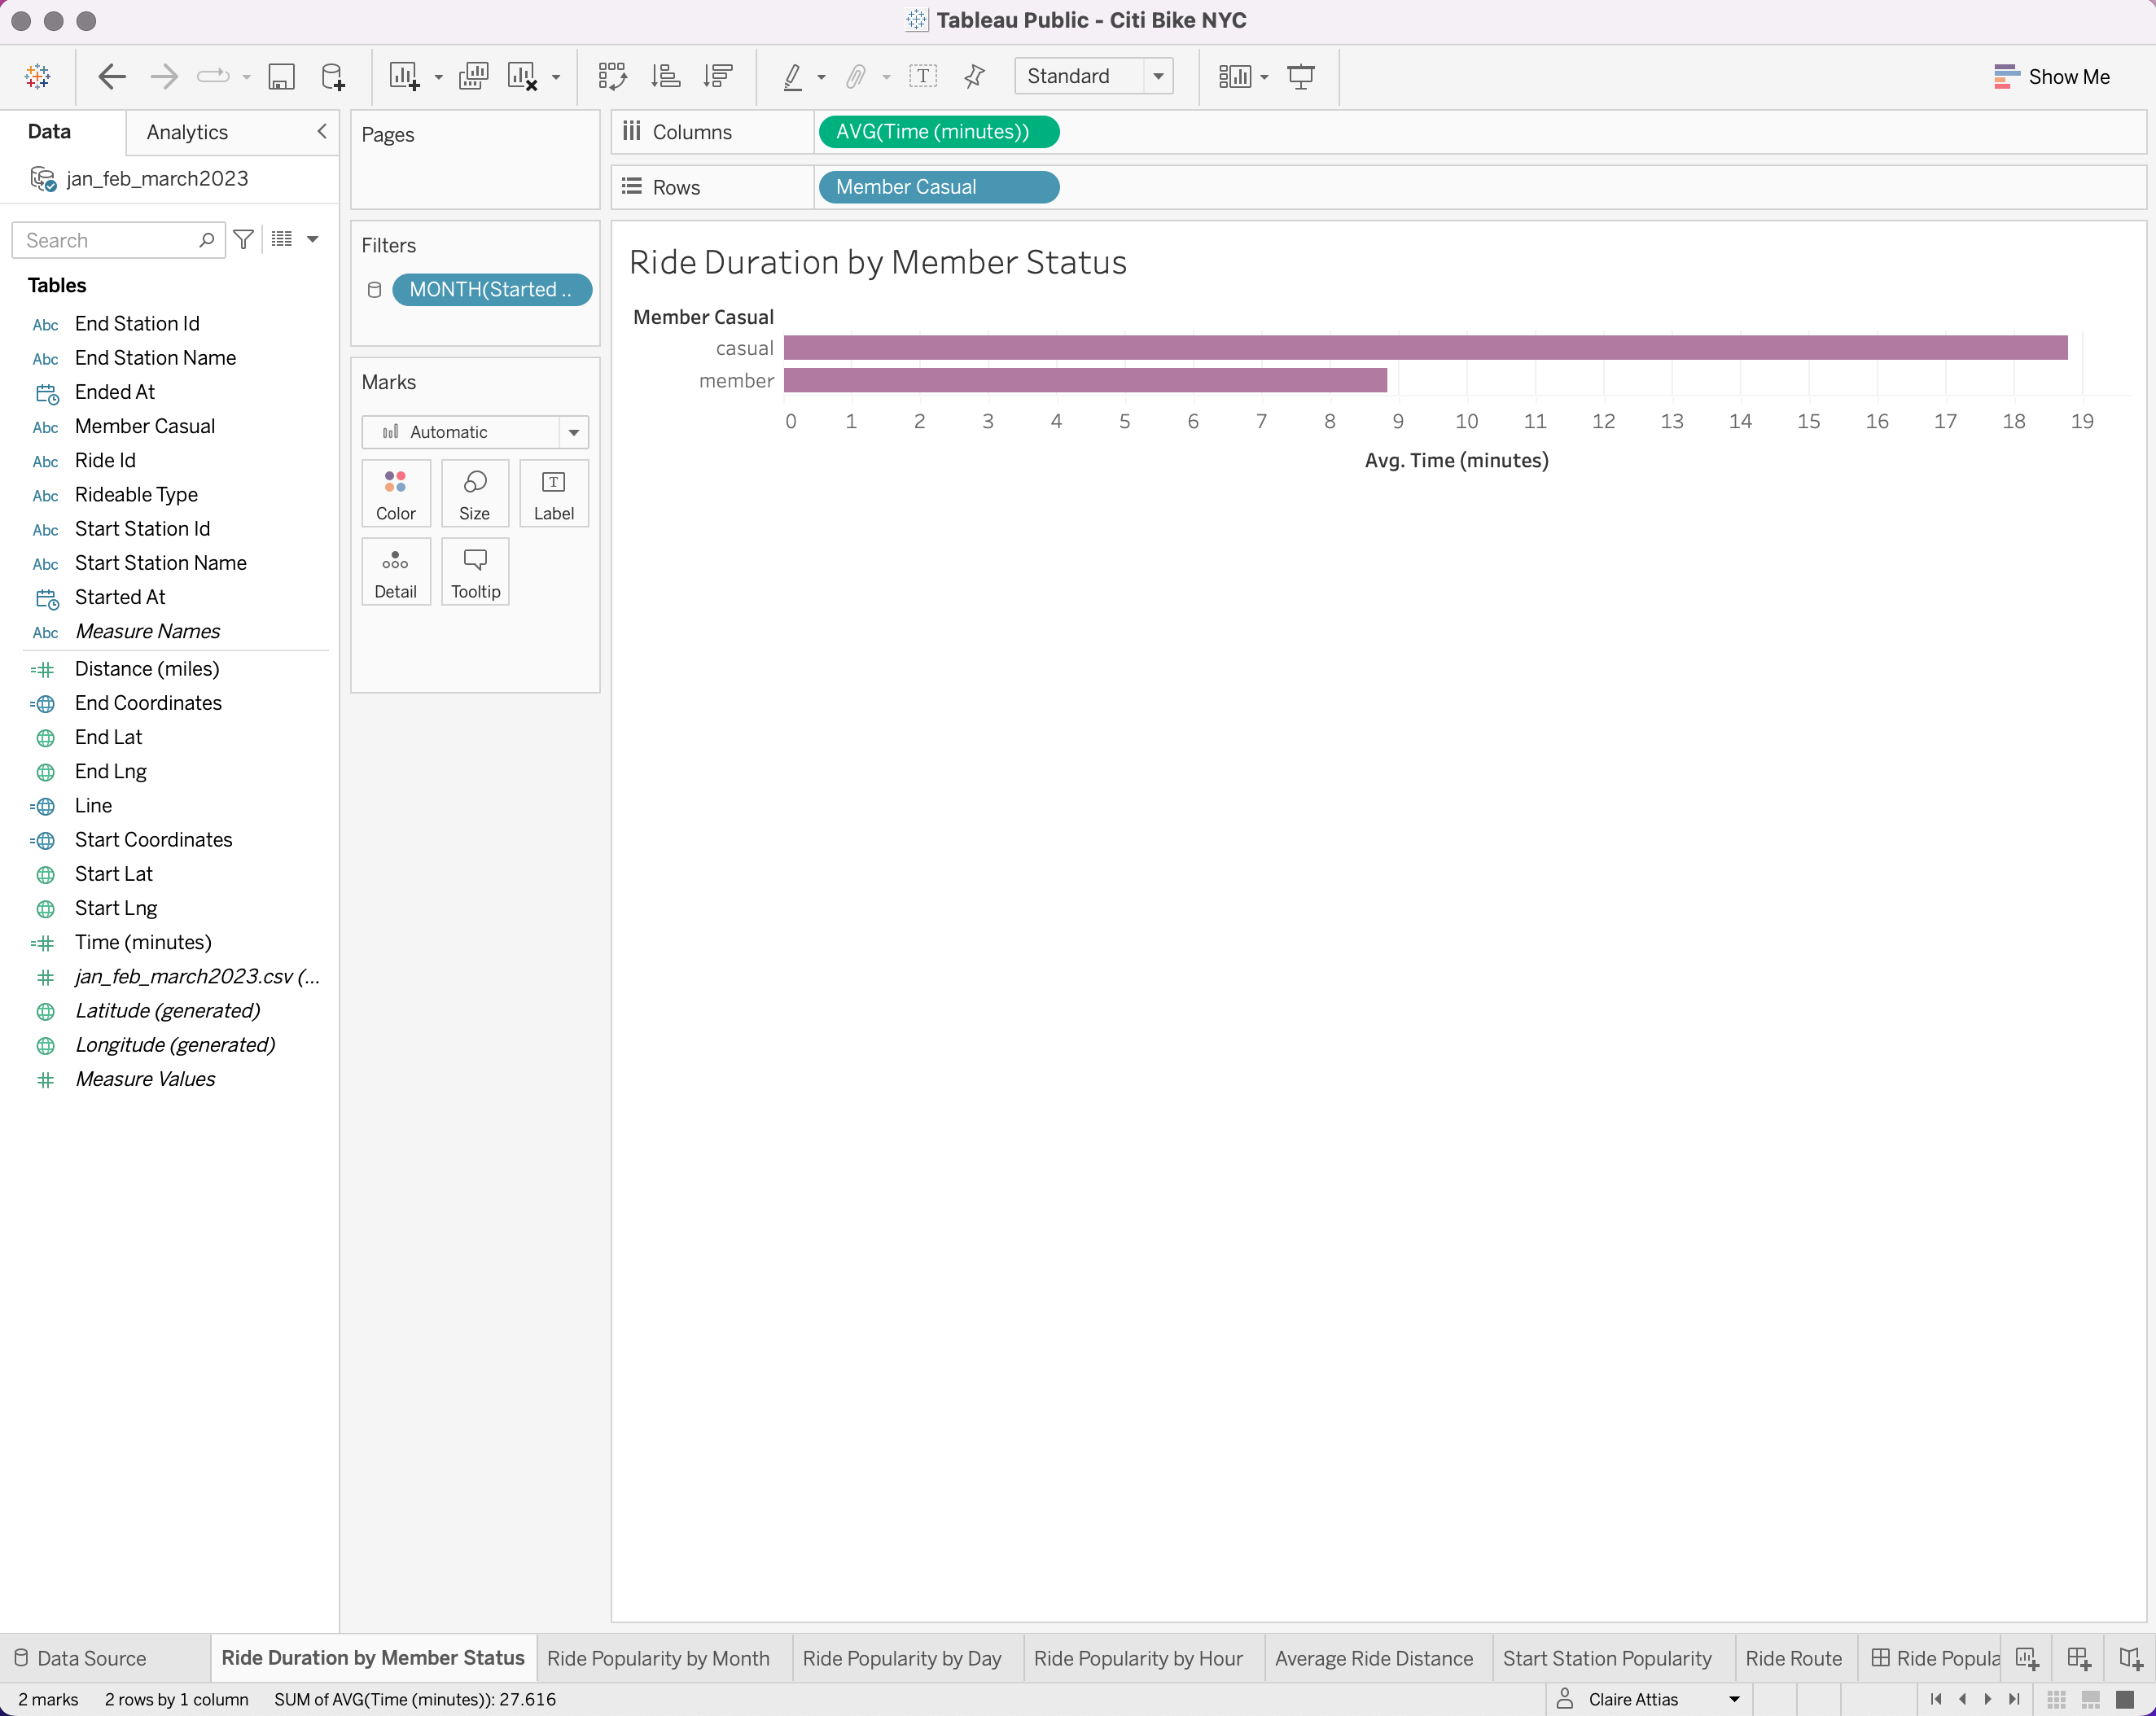 Tableau Public - Citi Bike NYC
Standard
Show Me
Data
Analytics
jan_feb_march2023
Search
Tables
Abc End Station Id
Abc End Station Name
Ended At
Abc Member Casual
Abc Ride Id
Abc Rideable Type
Abc Start Station Id
Abc Start Station Name
Started At
Abc Measure Names
Distance (miles)
End Coordinates
End Lat
End Lng
Line
Start Coordinates
Start Lat
Start Lng
Time (minutes)
jan_feb_march2023.csv (...
Latitude (generated)
Longitude (generated)
Measure Values
Pages
Filters
MONTH(Started ..
Marks
Automatic
Color
Size
Label
Detail
Tooltip
Columns
AVG(Time (minutes))
Rows
Member Casual
Ride Duration by Member Status
Member Casual
casual
member
0 1 2 3 4 5 6 7 8 9 10 11 12 13 14 15 16 17 18 19
Avg. Time (minutes)
Data Source
Ride Duration by Member Status
Ride Popularity by Month
Ride Popularity by Day
Ride Popularity by Hour
Average Ride Distance
Start Station Popularity
Ride Route
Ride Popula
2 marks
2 rows by 1 column
SUM of AVG(Time (minutes)): 27.616
Claire Attias